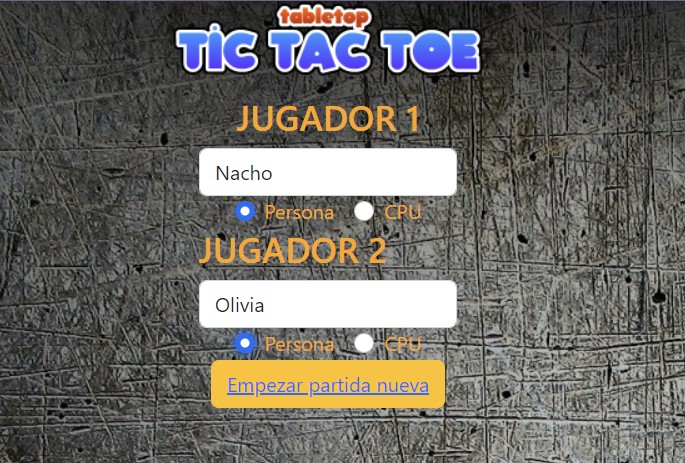 tabletop
TIC TAC TOE
JUGADOR 1
Nacho
Persona CPU
JUGADOR 2
Olivia
Persona CPU
Empezar partida nueva